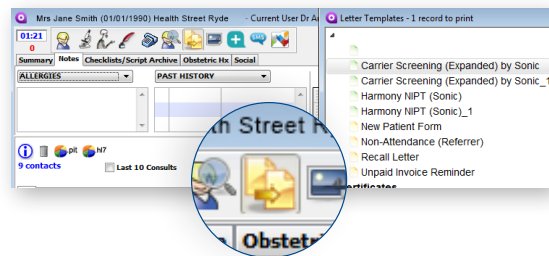 Mrs Jane Smith (01/01/1990) Health Street Ryde - Current User Dr A
01:21
0
SMS
Summary Notes Checklists/Script Archive Obstetric Hx Social
ALLERGIES
PAST HISTORY
pit hl7
9 contacts
Last 10 Consults
th Street R
Obstetri
Letter Templates - 1 record to print
Carrier Screening (Expanded) by Sonic
Carrier Screening (Expanded) by Sonic_1
Harmony NIPT (Sonic)
Harmony NIPT (Sonic)_1
New Patient Form
Non-Attendance (Referrer)
Recall Letter
Unpaid Invoice Reminder
ertificates